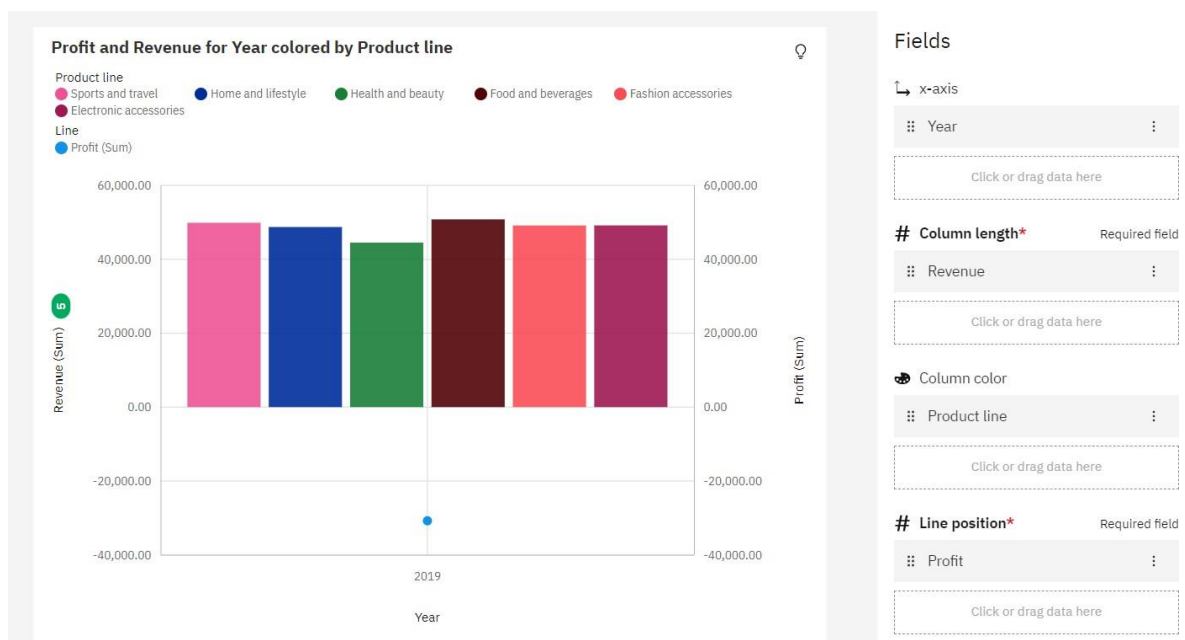 Profit and Revenue for Year colored by Product line
Product line
Sports and travel Home and lifestyle Health and beauty Food and beverages Fashion accessories
Electronic accessories
Line
Profit (Sum)
60,000.00
40,000.00
20,000.00
0.00
-20,000.00
-40,000.00
Revenue (Sum)
5
60,000.00
40,000.00
20,000.00
0.00
-20,000.00
-40,000.00
Profit (Sum)
2019
Year
Fields
x-axis
Year
Click or drag data here
# Column length* Required field
Revenue
Click or drag data here
Column color
Product line
Click or drag data here
# Line position* Required field
Profit
Click or drag data here